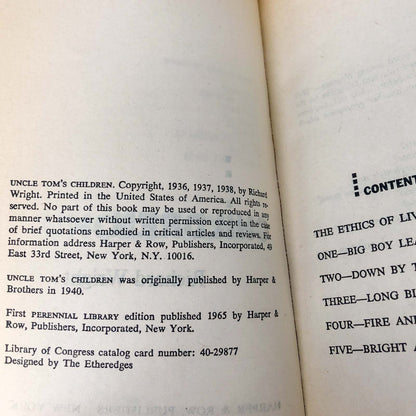 UNCLE TOM'S CHILDREN. Copyright, 1936, 1937, 1938, by Richard
Wright. Printed in the United States of America. All rights re-
served. No part of this book may be used or reproduced in any
manner whatsoever without written permission except in the case
of brief quotations embodied in critical articles and reviews. For
information address Harper & Row, Publishers, Incorporated, 49
East 33rd Street, New York, N.Y. 10016.
UNCLE TOM'S CHILDREN was originally published by Harper &
Brothers in 1940.
First PERENNIAL LIBRARY edition published 1965 by Harper &
Row, Publishers, Incorporated, New York.
Library of Congress catalog card number: 40-29877
Designed by The Etheredges
CONTENT
THE ETHICS OF LIV
ONE—BIG BOY LEA
TWO—DOWN BY T
THREE—LONG BL
FOUR—FIRE AND
FIVE—BRIGHT A